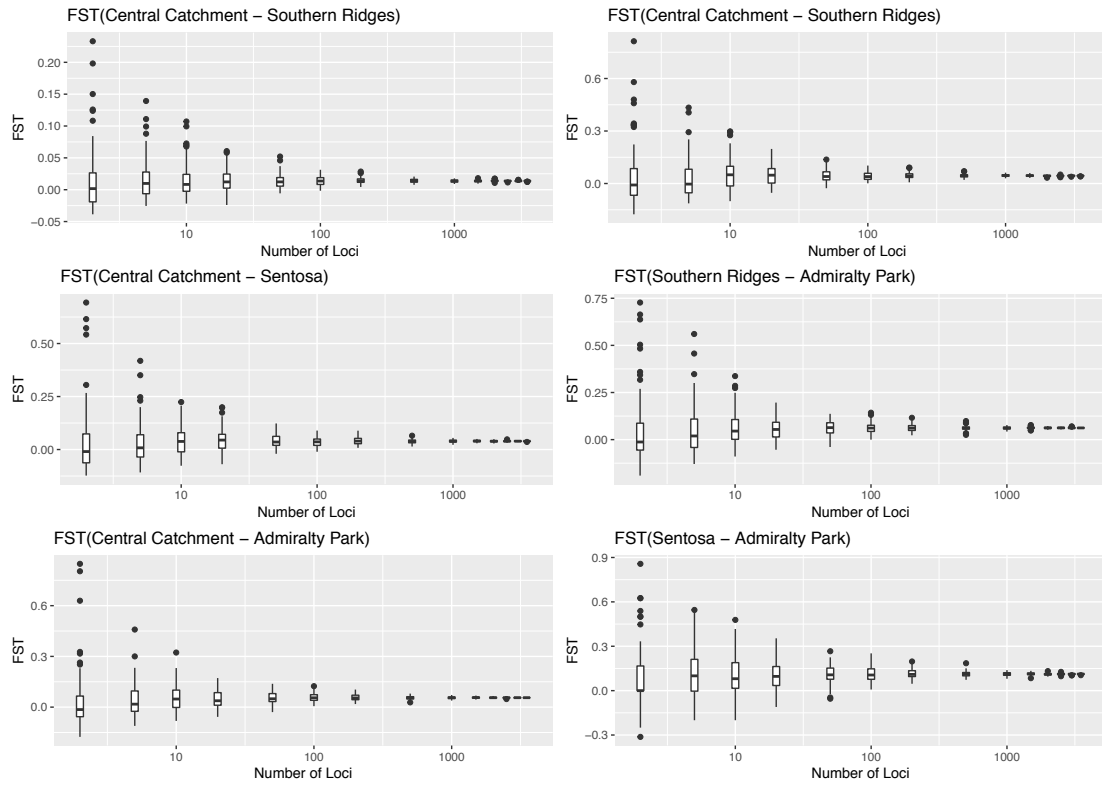 FST(Central Catchment − Southern Ridges)
FST
0.20
0.15
0.10
0.05
0.00
−0.05
10
100
1000
Number of Loci
FST(Central Catchment − Southern Ridges)
FST
0.6
0.3
0.0
10
100
1000
Number of Loci
FST(Central Catchment − Sentosa)
FST
0.50
0.25
0.00
10
100
1000
Number of Loci
FST(Southern Ridges − Admiralty Park)
FST
0.75
0.50
0.25
0.00
10
100
1000
Number of Loci
FST(Central Catchment − Admiralty Park)
FST
0.6
0.3
0.0
10
100
1000
Number of Loci
FST(Sentosa − Admiralty Park)
FST
0.9
0.6
0.3
0.0
−0.3
10
100
1000
Number of Loci